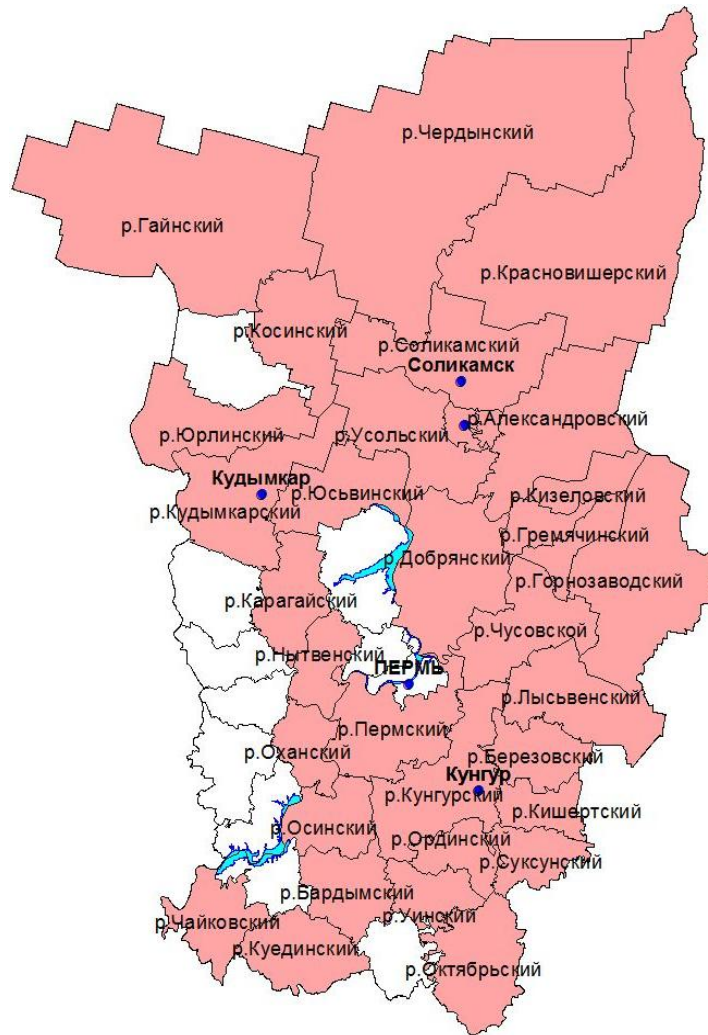 р.Чердынский
р.Гайнский
р.Красновишерский
р.Косинский
р.Соликамский
Соликамск
р.Александровский
р.Юрлинский
р.Усольский
Кудымкар
р.Юсьвинский
р.Кизеловский
р.Кудымкарский
р.Гремячинский
р.Добрянский
р.Горнозаводский
р.Карагайский
р.Чусовской
р.Нытвенский
ПЕРМЬ
р.Лысьвенский
р.Пермский
р.Оханский
р.Березовский
Кунгур
р.Кунгурский
р.Кишертский
р.Осинский
р.Ординский
р.Суксунский
р.Бардымский
р.Уинский
р.Чайковский
р.Куединский
р.Октябрьский